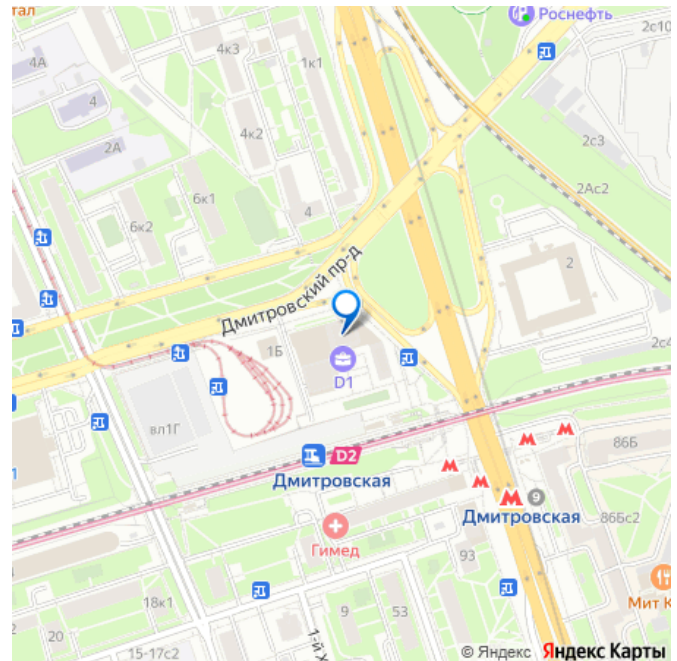 тал
Роснефть
2с10
4к3
1к1
4А
4
4к2
2с3
2А
2Ас2
6к1
6к2
4
2
Дмитровский пр-д
1Б
2с4
D1
вл1Г
86Б
1
D2
Дмитровская
9
Дмитровская
86Бс2
Гимед
93
18к1
9
53
Мит К
20
15-17с2
1-й Х
© Яндекс Яндекс Карты